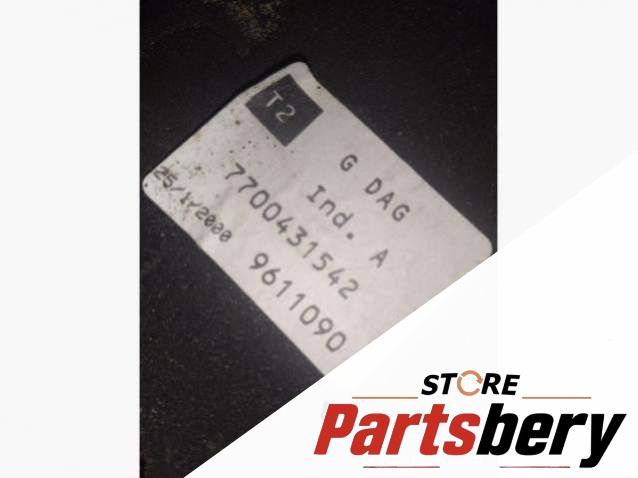 T2
G DAG
Ind. A
7700431542
25/1/2000 9611090
STORE
Partsbery